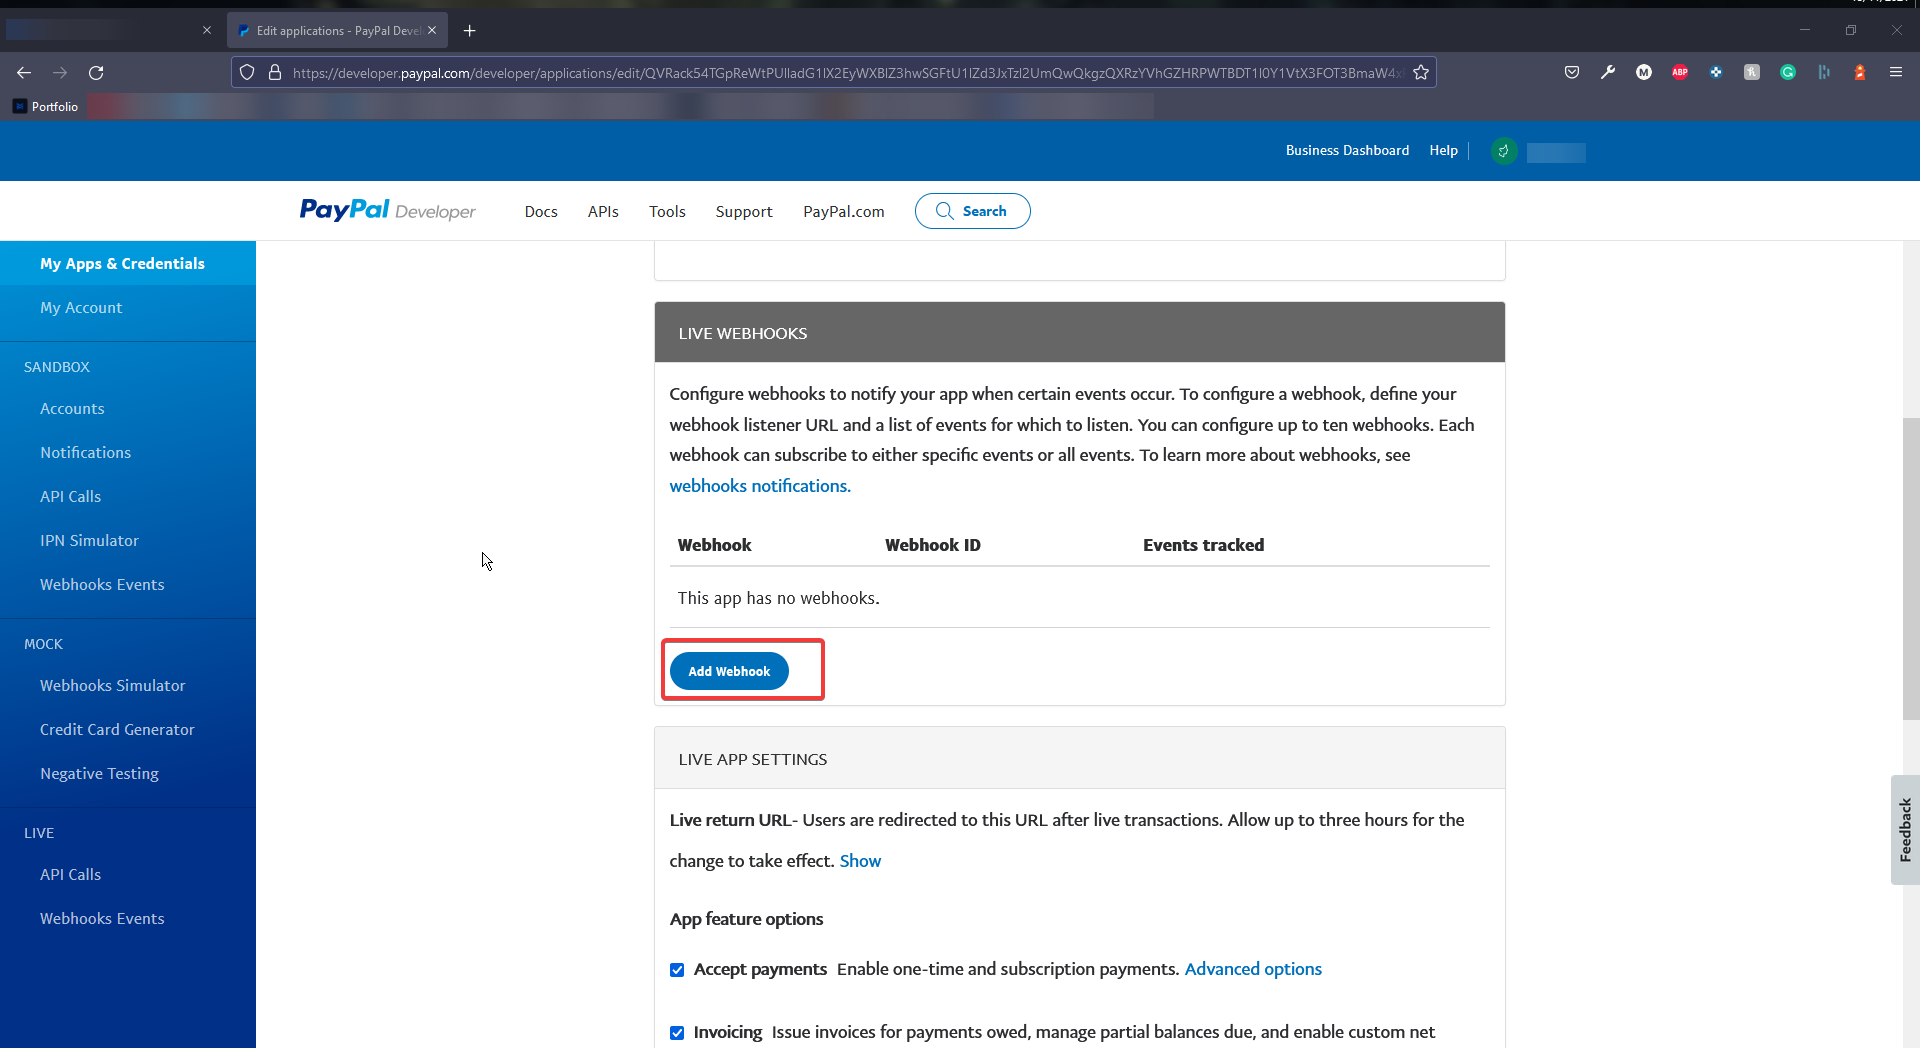 Edit applications - PayPal Devel
https://developer.paypal.com/developer/applications/edit/
Portfolio
Business Dashboard
Help
PayPal Developer
Docs
APIs
Tools
Support
PayPal.com
Search
My Apps & Credentials
My Account
SANDBOX
Accounts
Notifications
API Calls
IPN Simulator
Webhooks Events
MOCK
Webhooks Simulator
Credit Card Generator
Negative Testing
LIVE
API Calls
Webhooks Events
LIVE WEBHOOKS
Configure webhooks to notify your app when certain events occur. To configure a webhook, define your
webhook listener URL and a list of events for which to listen. You can configure up to ten webhooks. Each
webhook can subscribe to either specific events or all events. To learn more about webhooks, see
webhooks notifications.
Webhook Webhook ID Events tracked
This app has no webhooks.
Add Webhook
LIVE APP SETTINGS
Live return URL- Users are redirected to this URL after live transactions. Allow up to three hours for the
change to take effect. Show
App feature options
Accept payments Enable one-time and subscription payments. Advanced options
Invoicing Issue invoices for payments owed, manage partial balances due, and enable custom net
Feedback
M
ABP